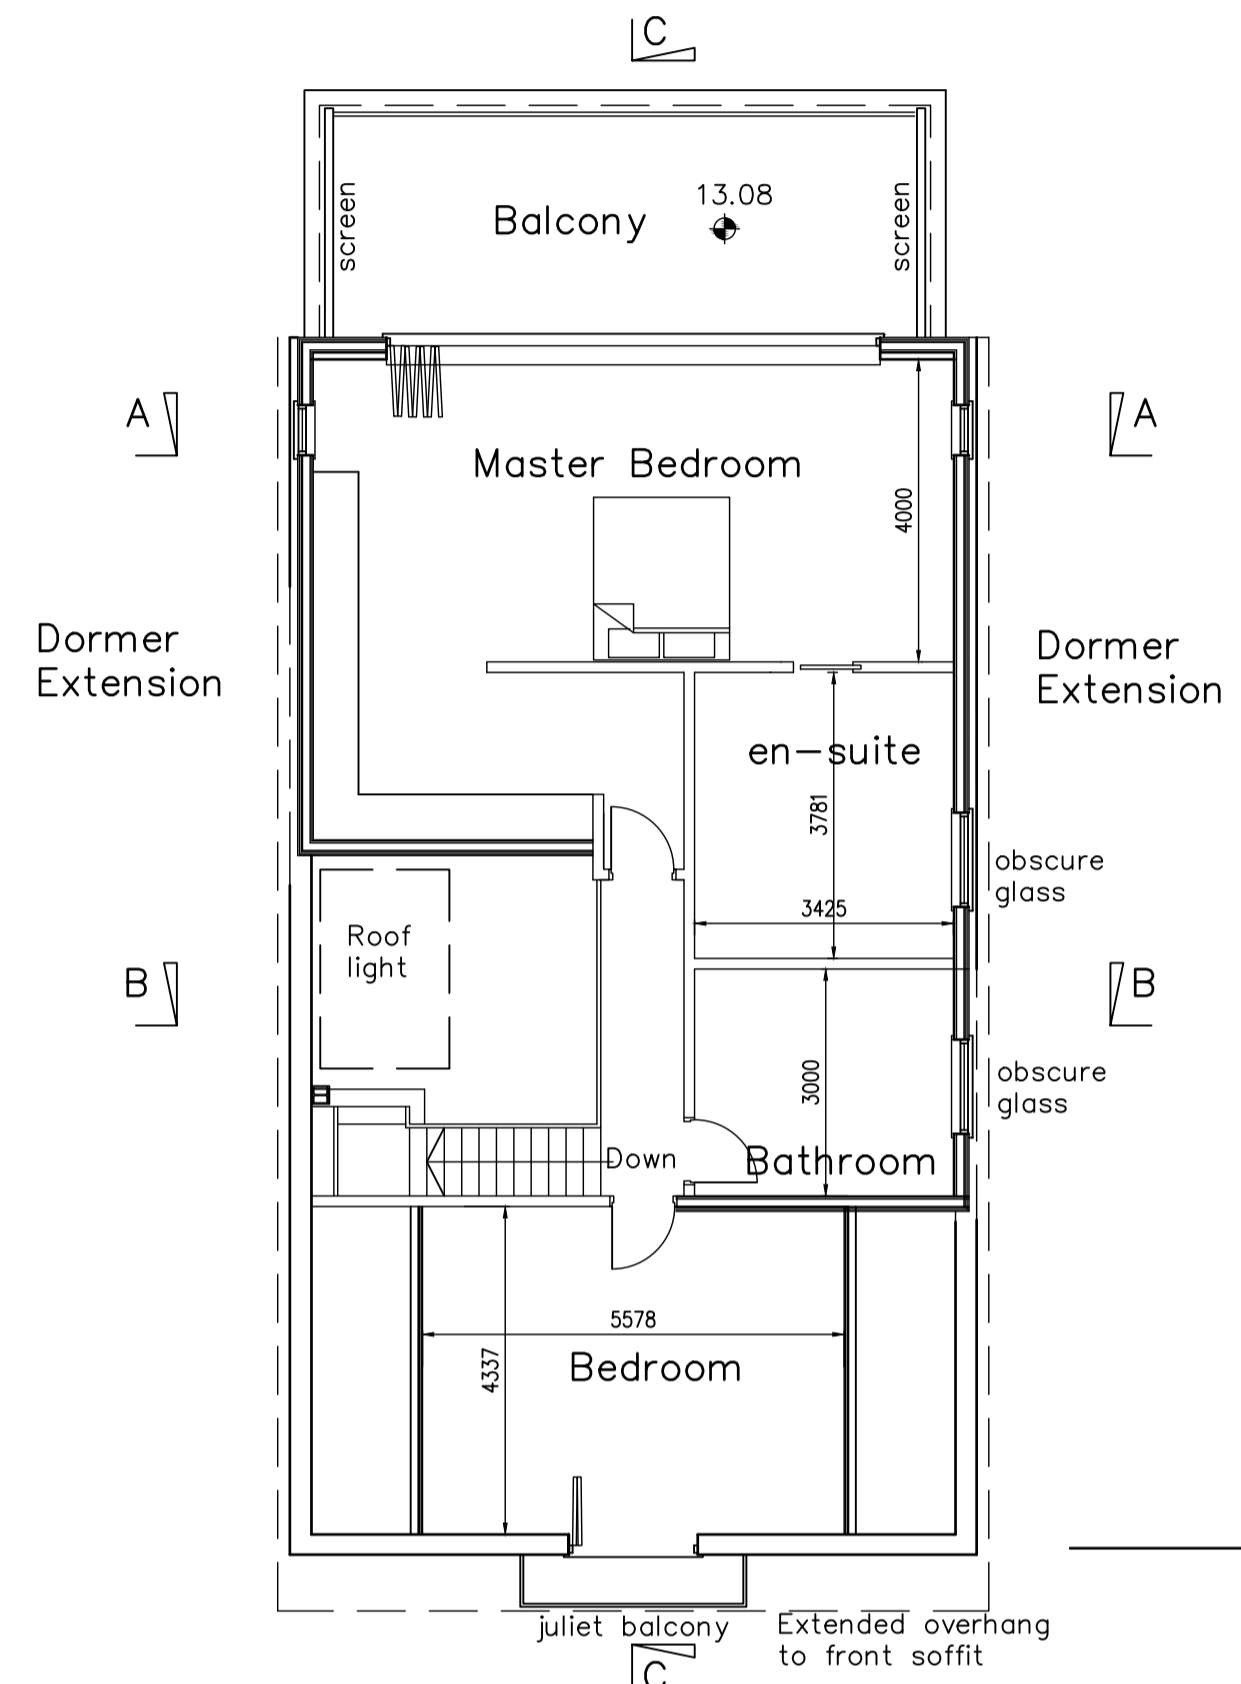 C
screen
Balcony
13.08
screen
A
A
Master Bedroom
4000
Dormer
Extension
Dormer
Extension
en-suite
3781
obscure
glass
3425
Roof
light
B
B
3000
obscure
glass
Down
Bathroom
5578
4337
Bedroom
juliet balcony
Extended overhang
to front soffit
C